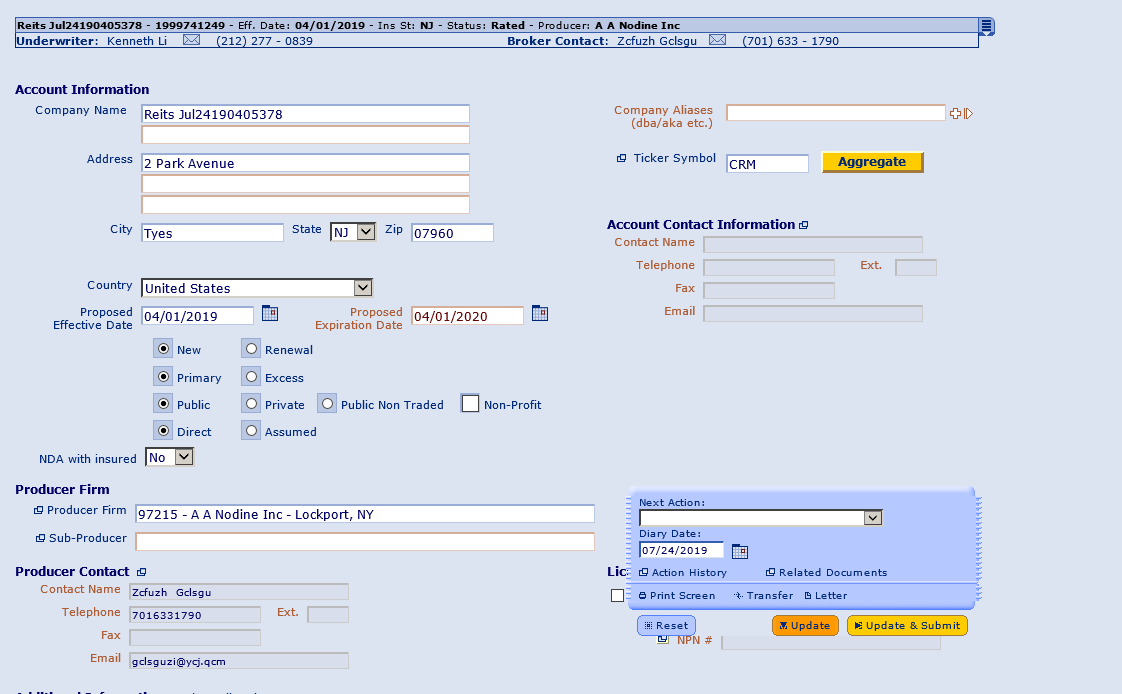 Reits Jul24190405378 - 1999741249 - Eff. Date: 04/01/2019 - Ins St: NJ - Status: Rated - Producer: A A Nodine Inc
Underwriter: Kenneth Li (212) 277 - 0839 Broker Contact: Zcfuzh Gclsgu (701) 633 - 1790
Account Information
Company Name Reits Jul24190405378
Company Aliases
(dba/aka etc.)
Address 2 Park Avenue
Ticker Symbol CRM Aggregate
City Tyes State NJ Zip 07960
Account Contact Information
Contact Name
Telephone Ext.
Fax
Email
Country United States
Proposed
Effective Date 04/01/2019
Proposed
Expiration Date 04/01/2020
New Renewal
Primary Excess
Public Private Public Non Traded Non-Profit
Direct Assumed
NDA with insured No
Producer Firm
Producer Firm 97215 - A A Nodine Inc - Lockport, NY
Sub-Producer
Producer Contact
Contact Name Zcfuzh Gclsgu
Telephone 7016331790 Ext.
Fax
Email gclsguzi@ycj.qcm
Next Action:
Diary Date:
07/24/2019
Action History Related Documents
Print Screen Transfer Letter
Reset Update Update & Submit
NPN #